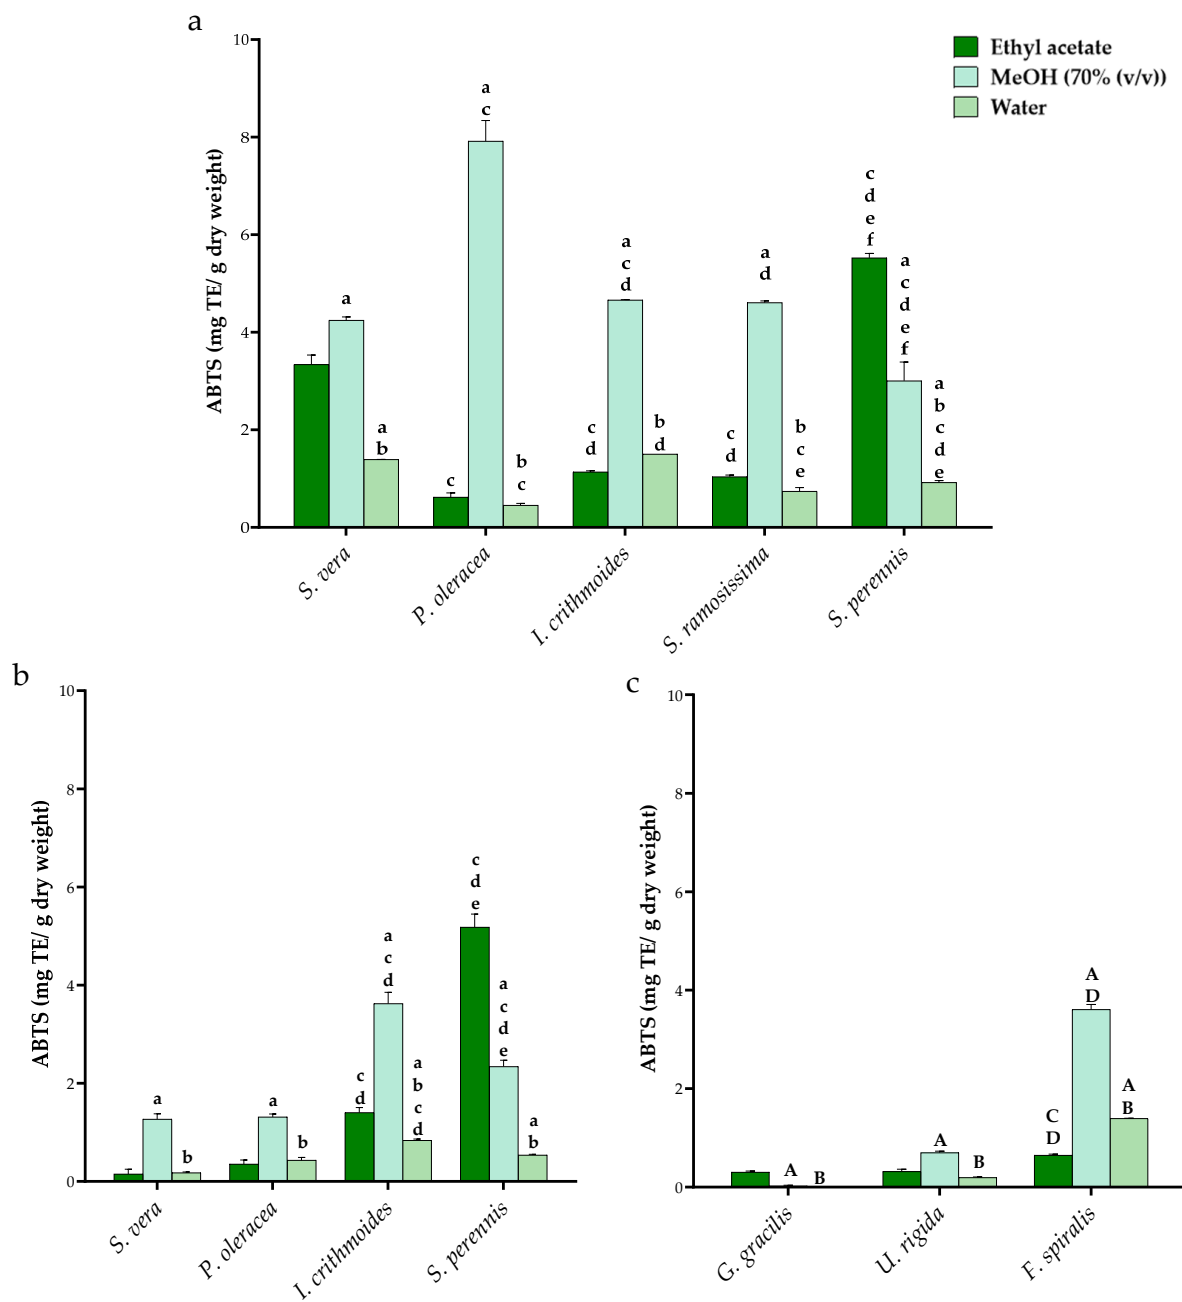 a
Ethyl acetate
MeOH (70% (v/v))
Water
ABTS (mg TE/ g dry weight)
10
8
6
4
2
0
a
a
b
c
a
c
b
c
c
d
a
c
d
b
d
c
d
a
d
b
c
e
c
d
e
f
a
c
d
e
f
a
b
c
d
e
S. vera
P. oleracea
I. crithmoides
S. ramosissima
S. perennis
b
ABTS (mg TE/ g dry weight)
10
8
6
4
2
0
a
b
a
b
c
d
a
c
d
a
b
c
d
c
d
e
a
c
d
e
a
b
S. vera
P. oleracea
I. crithmoides
S. perennis
c
ABTS (mg TE/ g dry weight)
10
8
6
4
2
0
A
B
A
B
C
D
A
D
A
B
G. gracilis
U. rigida
F. spiralis